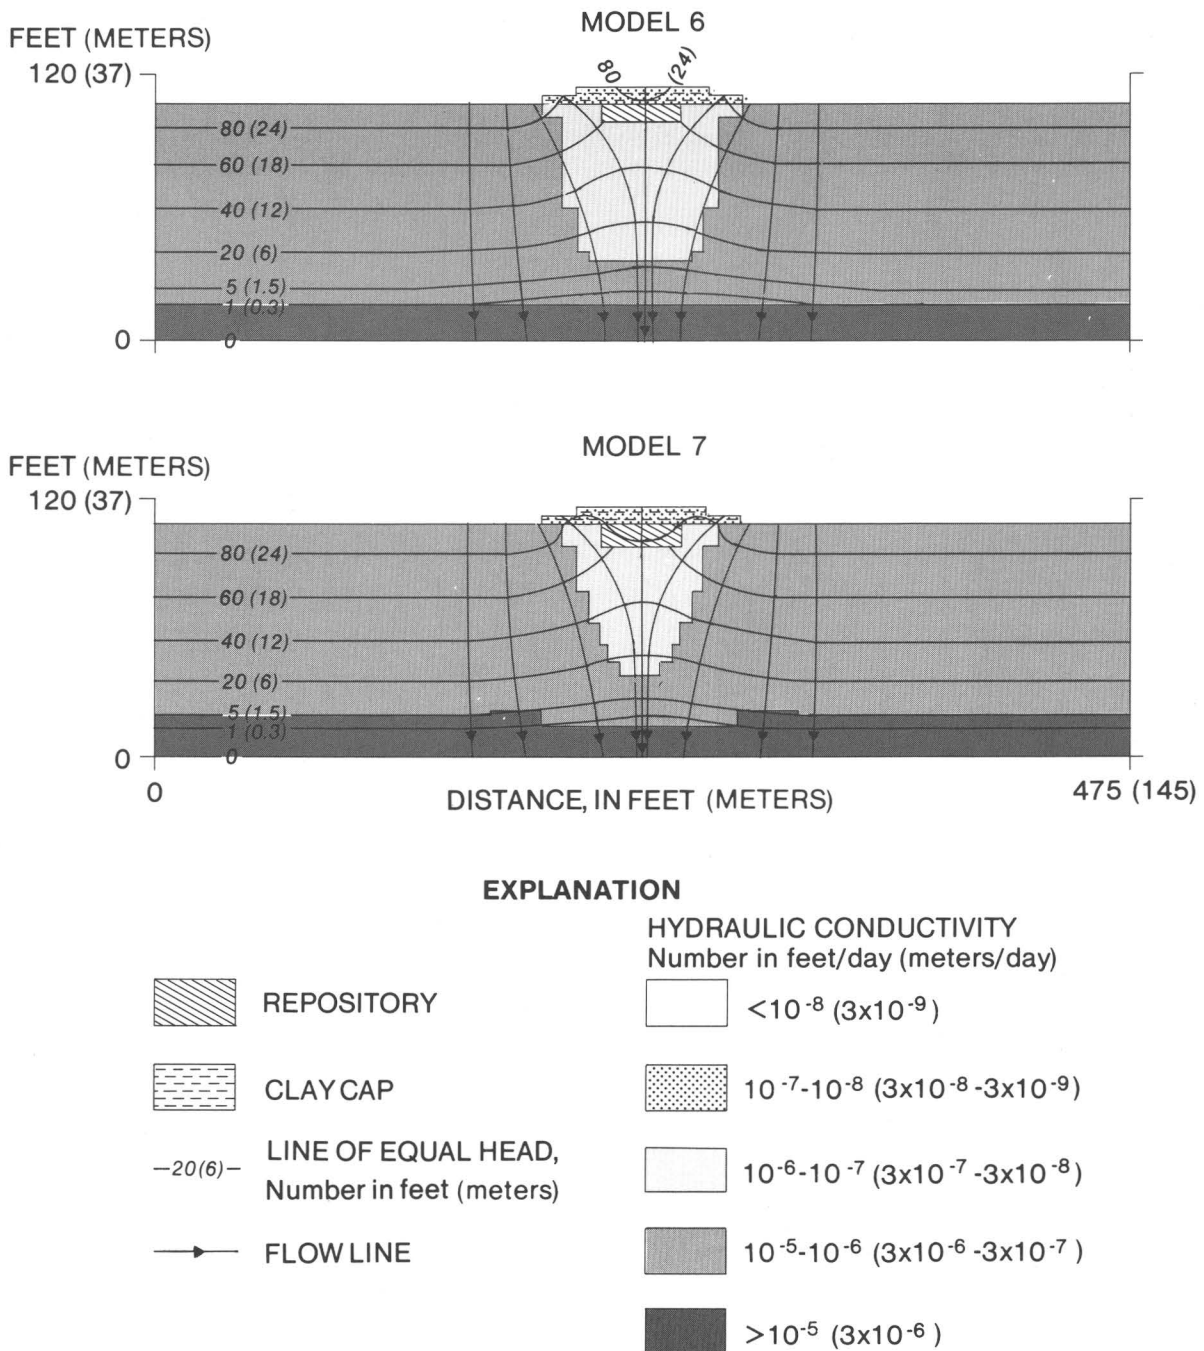 MODEL 6
FEET (METERS)
120 (37)
80 (24)
80 (24)
60 (18)
40 (12)
20 (6)
5 (1.5)
1 (0.3)
0
0
MODEL 7
FEET (METERS)
120 (37)
80 (24)
60 (18)
40 (12)
20 (6)
5 (1.5)
1 (0.3)
0
0
0 DISTANCE, IN FEET (METERS) 475 (145)
EXPLANATION
REPOSITORY
CLAY CAP
—20(6)— LINE OF EQUAL HEAD,
Number in feet (meters)
FLOW LINE
HYDRAULIC CONDUCTIVITY
Number in feet/day (meters/day)
<10⁻⁸ (3x10⁻⁹)
10⁻⁷-10⁻⁸ (3x10⁻⁸-3x10⁻⁹)
10⁻⁶-10⁻⁷ (3x10⁻⁷-3x10⁻⁸)
10⁻⁵-10⁻⁶ (3x10⁻⁶-3x10⁻⁷)
>10⁻⁵ (3x10⁻⁶)